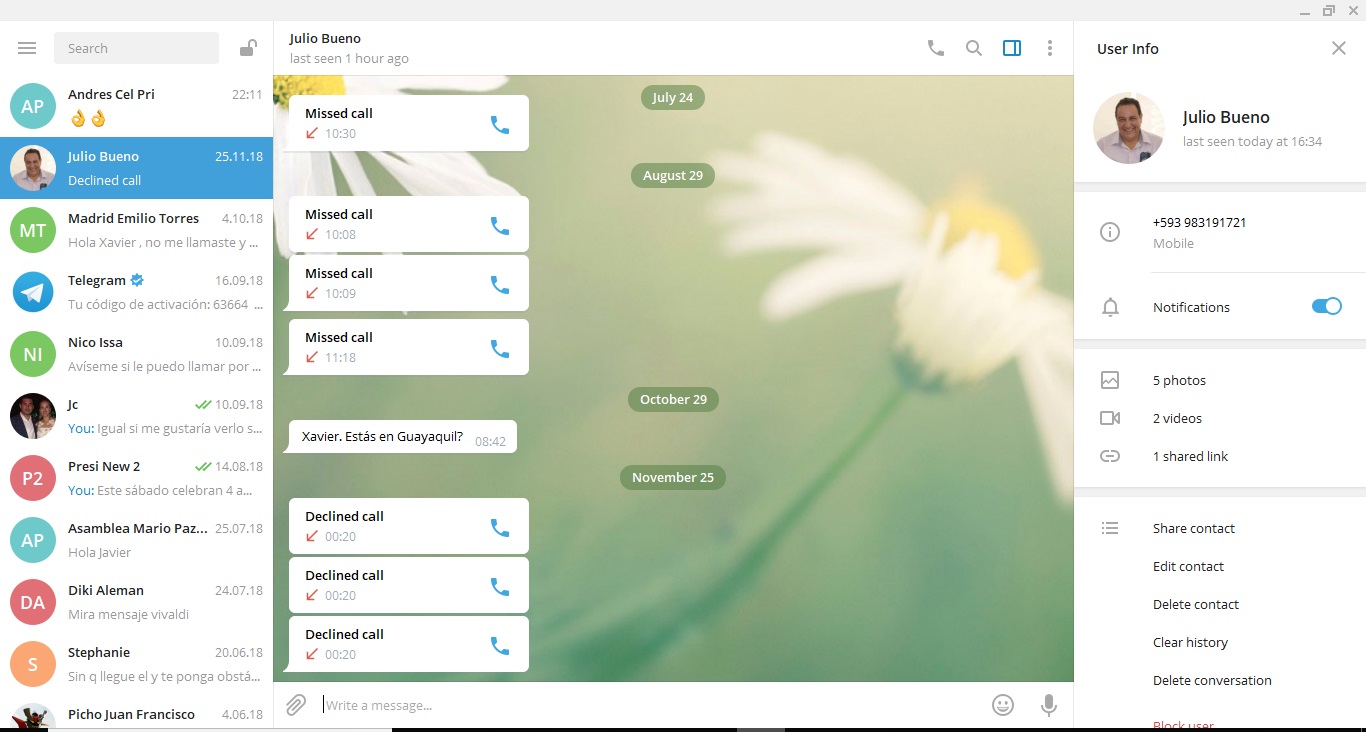 Search
Andres Cel Pri 22:11
👌👌
Julio Bueno 25.11.18
Declined call
Madrid Emilio Torres 4.10.18
Hola Xavier , no me llamaste y ...
Telegram 16.09.18
Tu código de activación: 63664 ...
Nico Issa 10.09.18
Avíseme si le puedo llamar por ...
Jc 10.09.18
You: Igual si me gustaría verlo s...
Presi New 2 14.08.18
You: Este sábado celebran 4 a...
Asamblea Mario Paz... 25.07.18
Hola Javier
Diki Aleman 24.07.18
Mira mensaje vivaldi
Stephanie 20.06.18
Sin q llegue el y te ponga obstá...
Picho Juan Francisco 4.06.18
AP
MT
NI
P2
AP
DA
S
Julio Bueno
last seen 1 hour ago
July 24
Missed call
10:30
August 29
Missed call
10:08
Missed call
10:09
Missed call
11:18
October 29
Xavier. Estás en Guayaquil? 08:42
November 25
Declined call
00:20
Declined call
00:20
Declined call
00:20
Write a message...
User Info
Julio Bueno
last seen today at 16:34
+593 983191721
Mobile
Notifications
5 photos
2 videos
1 shared link
Share contact
Edit contact
Delete contact
Clear history
Delete conversation
Block user